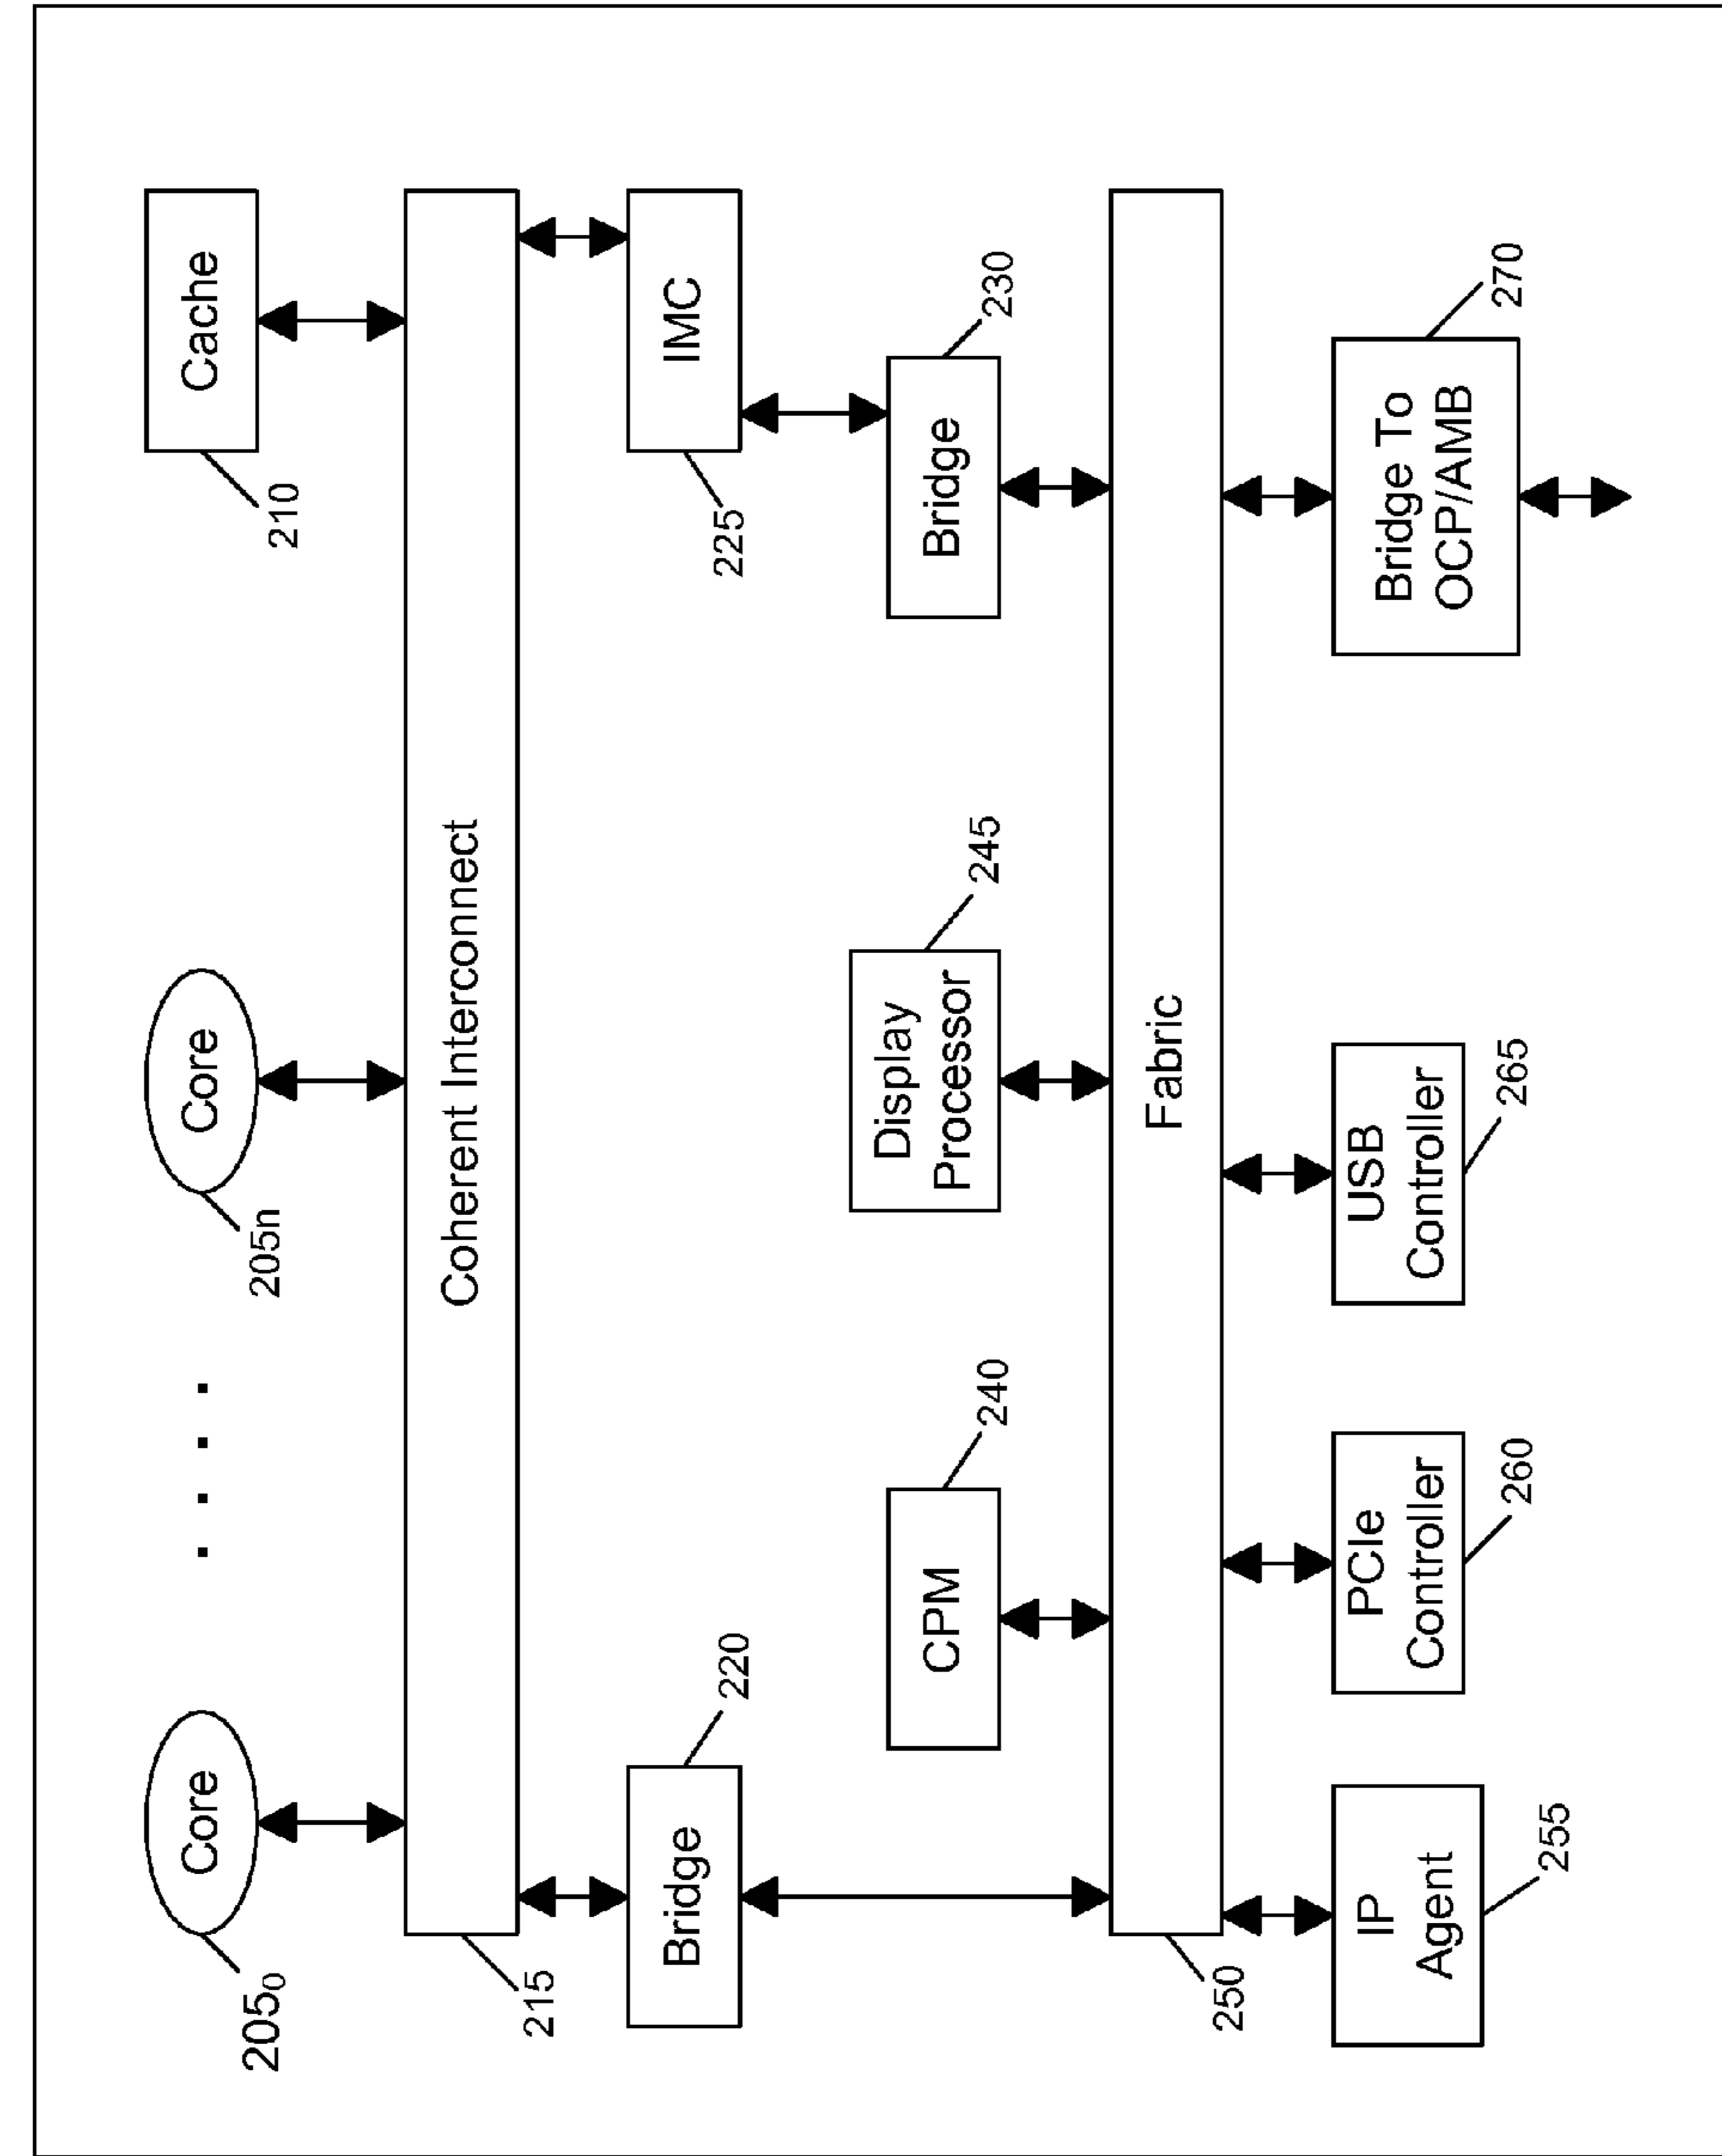 Core
Core
Cache
205₀
205n
210
Coherent Interconnect
215
Bridge
220
IMC
225
CPM
240
Display
Processor
245
Bridge
230
Fabric
250
IP
Agent
255
PCIe
Controller
260
USB
Controller
265
Bridge To
OCP/AMB
270